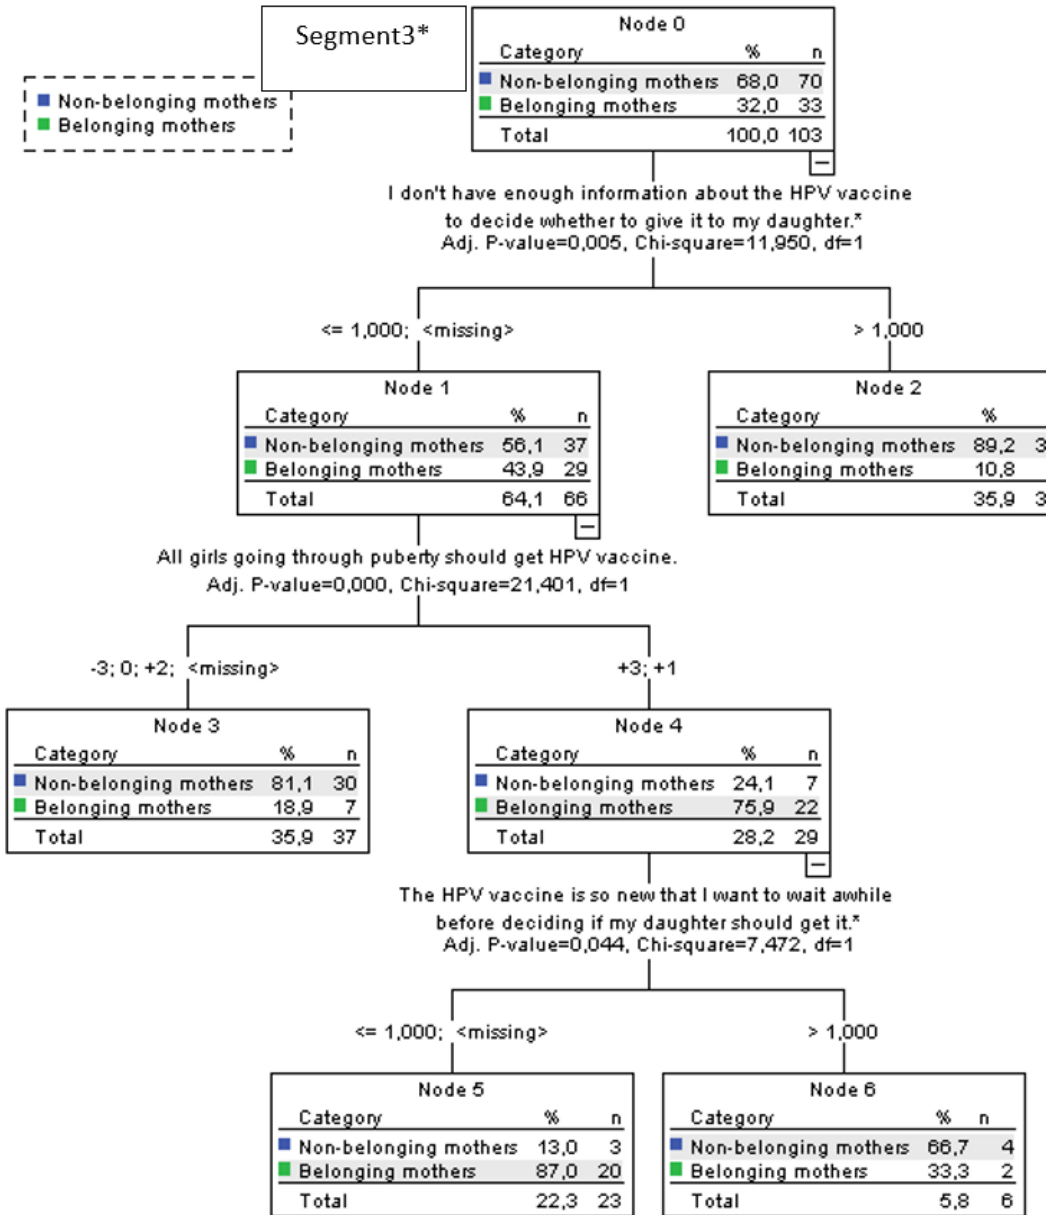 Segment3*
Non-belonging mothers
Belonging mothers
Node 0
Category % n
Non-belonging mothers 68,0 70
Belonging mothers 32,0 33
Total 100,0 103
I don't have enough information about the HPV vaccine
to decide whether to give it to my daughter.*
Adj. P-value=0,005, Chi-square=11,950, df=1
<= 1,000; <missing>
> 1,000
Node 1
Category % n
Non-belonging mothers 56,1 37
Belonging mothers 43,9 29
Total 64,1 66
Node 2
Category %
Non-belonging mothers 89,2 3
Belonging mothers 10,8
Total 35,9 3
All girls going through puberty should get HPV vaccine.
Adj. P-value=0,000, Chi-square=21,401, df=1
-3; 0; +2; <missing>
+3; +1
Node 3
Category % n
Non-belonging mothers 81,1 30
Belonging mothers 18,9 7
Total 35,9 37
Node 4
Category % n
Non-belonging mothers 24,1 7
Belonging mothers 75,9 22
Total 28,2 29
The HPV vaccine is so new that I want to wait awhile
before deciding if my daughter should get it.*
Adj. P-value=0,044, Chi-square=7,472, df=1
<= 1,000; <missing>
> 1,000
Node 5
Category % n
Non-belonging mothers 13,0 3
Belonging mothers 87,0 20
Total 22,3 23
Node 6
Category % n
Non-belonging mothers 66,7 4
Belonging mothers 33,3 2
Total 5,8 6